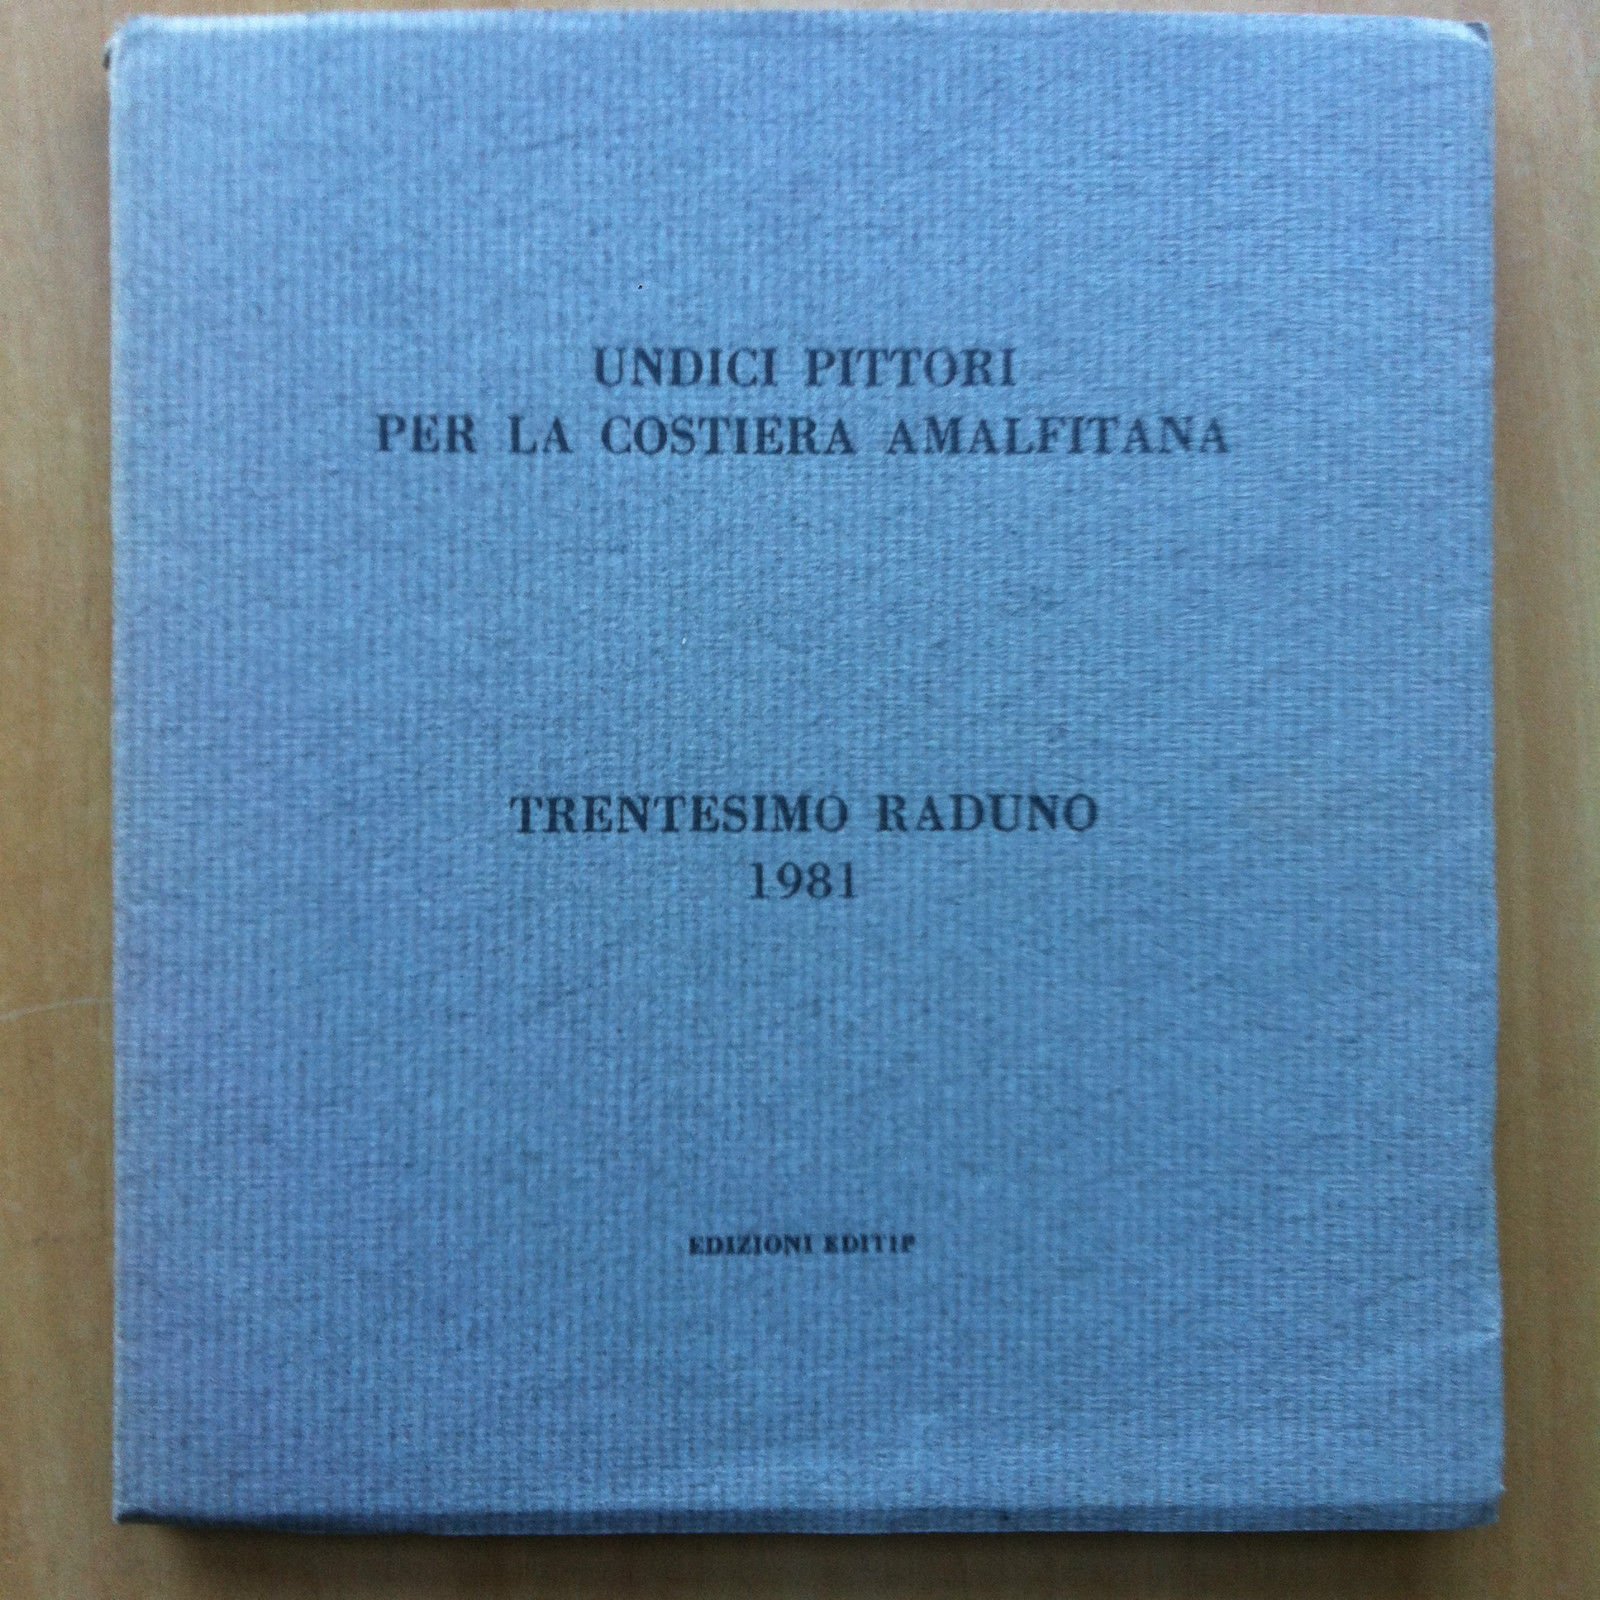 UNDICI PITTORI
PER LA COSTIERA AMALFITANA
TRENTESIMO RADUNO
1981
EDIZIONI EDITIP